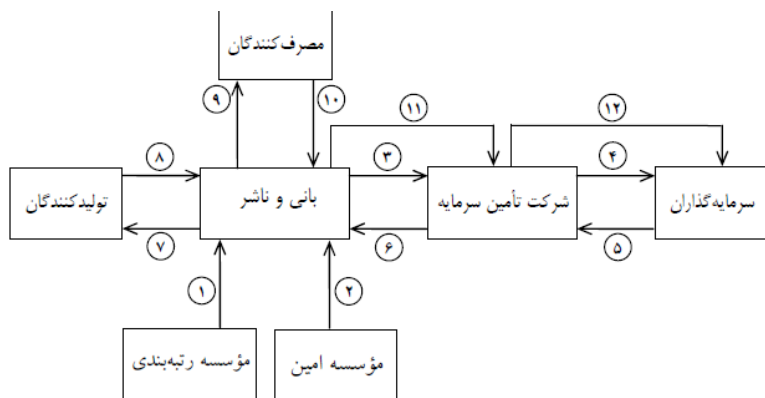 مصرف‌کنندگان
۹
۱۰
۱۱
۱۲
۸
۳
۴
تولیدکنندگان
بانی و ناشر
شرکت تأمین سرمایه
سرمایه‌گذاران
۷
۶
۵
۱
۲
مؤسسه رتبه‌بندی
مؤسسه امین